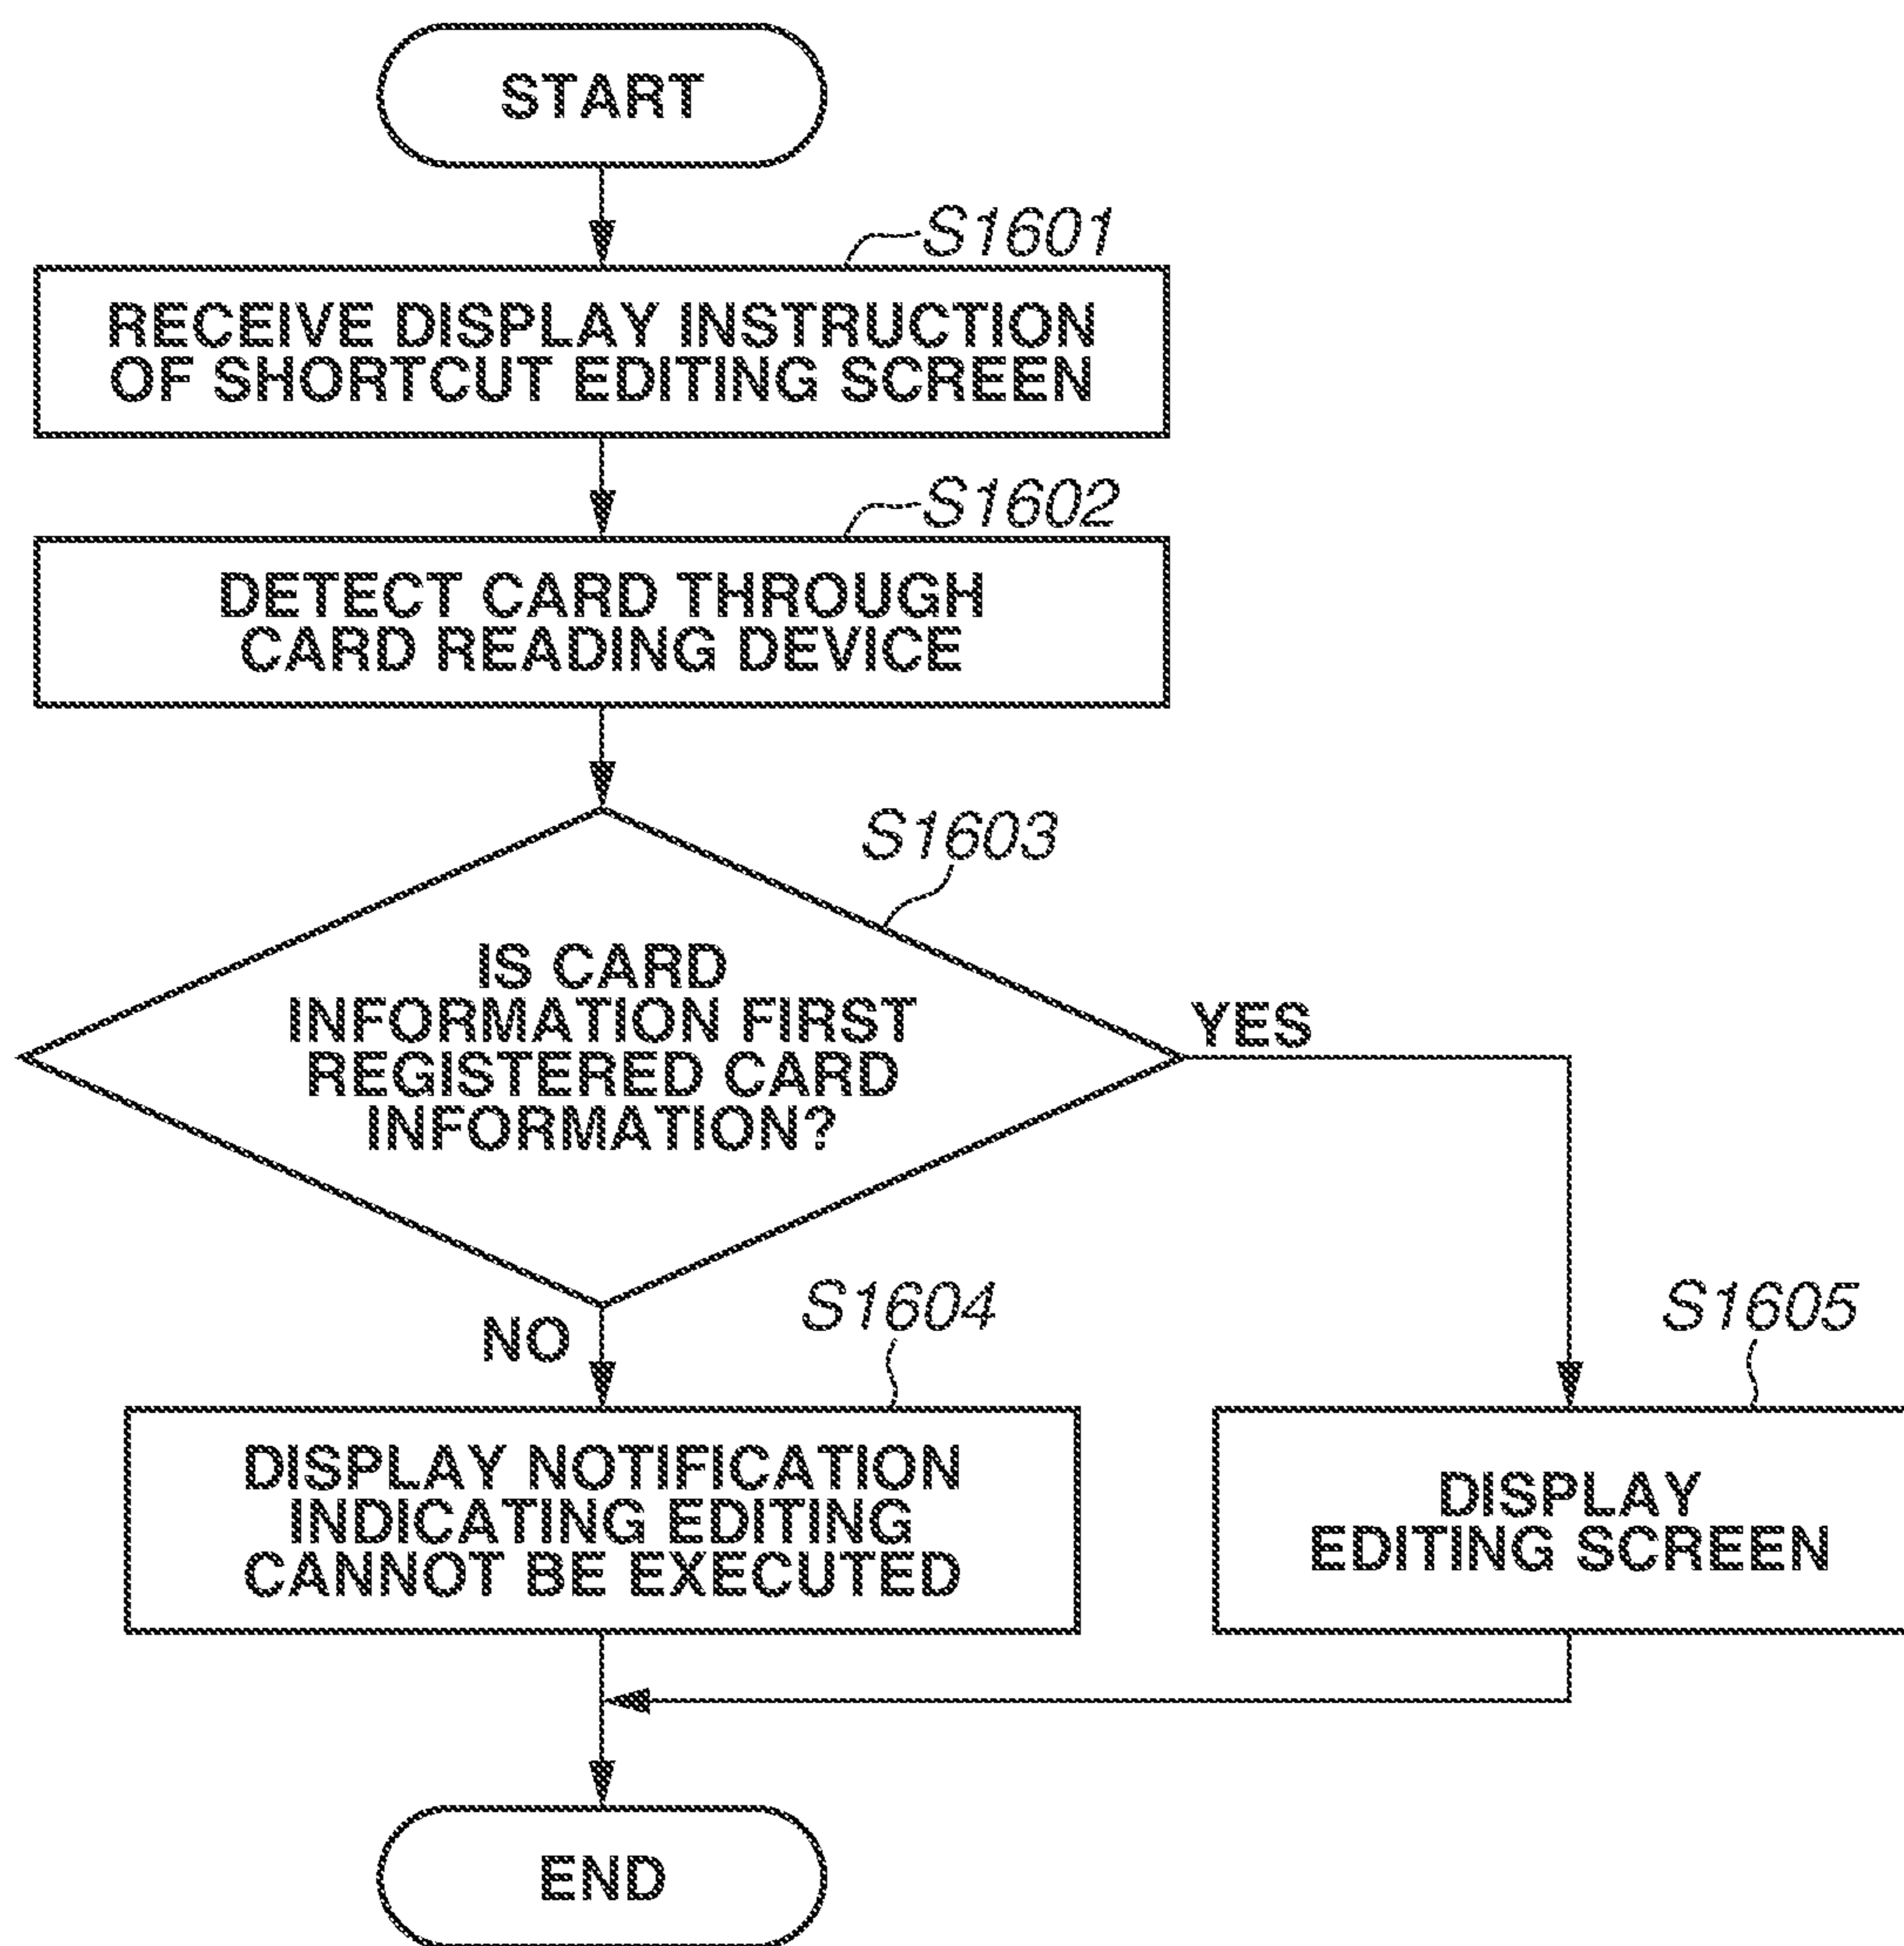 START
S1601
RECEIVE DISPLAY INSTRUCTION
OF SHORTCUT EDITING SCREEN
S1602
DETECT CARD THROUGH
CARD READING DEVICE
S1603
IS CARD
INFORMATION FIRST
REGISTERED CARD
INFORMATION?
YES
NO
S1604
DISPLAY NOTIFICATION
INDICATING EDITING
CANNOT BE EXECUTED
S1605
DISPLAY
EDITING SCREEN
END